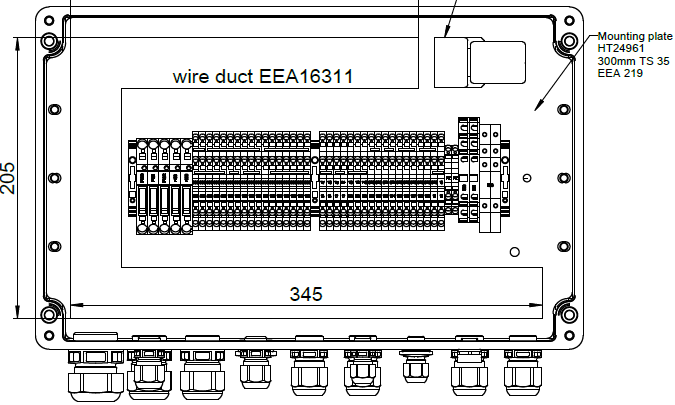 Mounting plate
HT24961
300mm TS 35
EEA 219
wire duct EEA16311
205
345